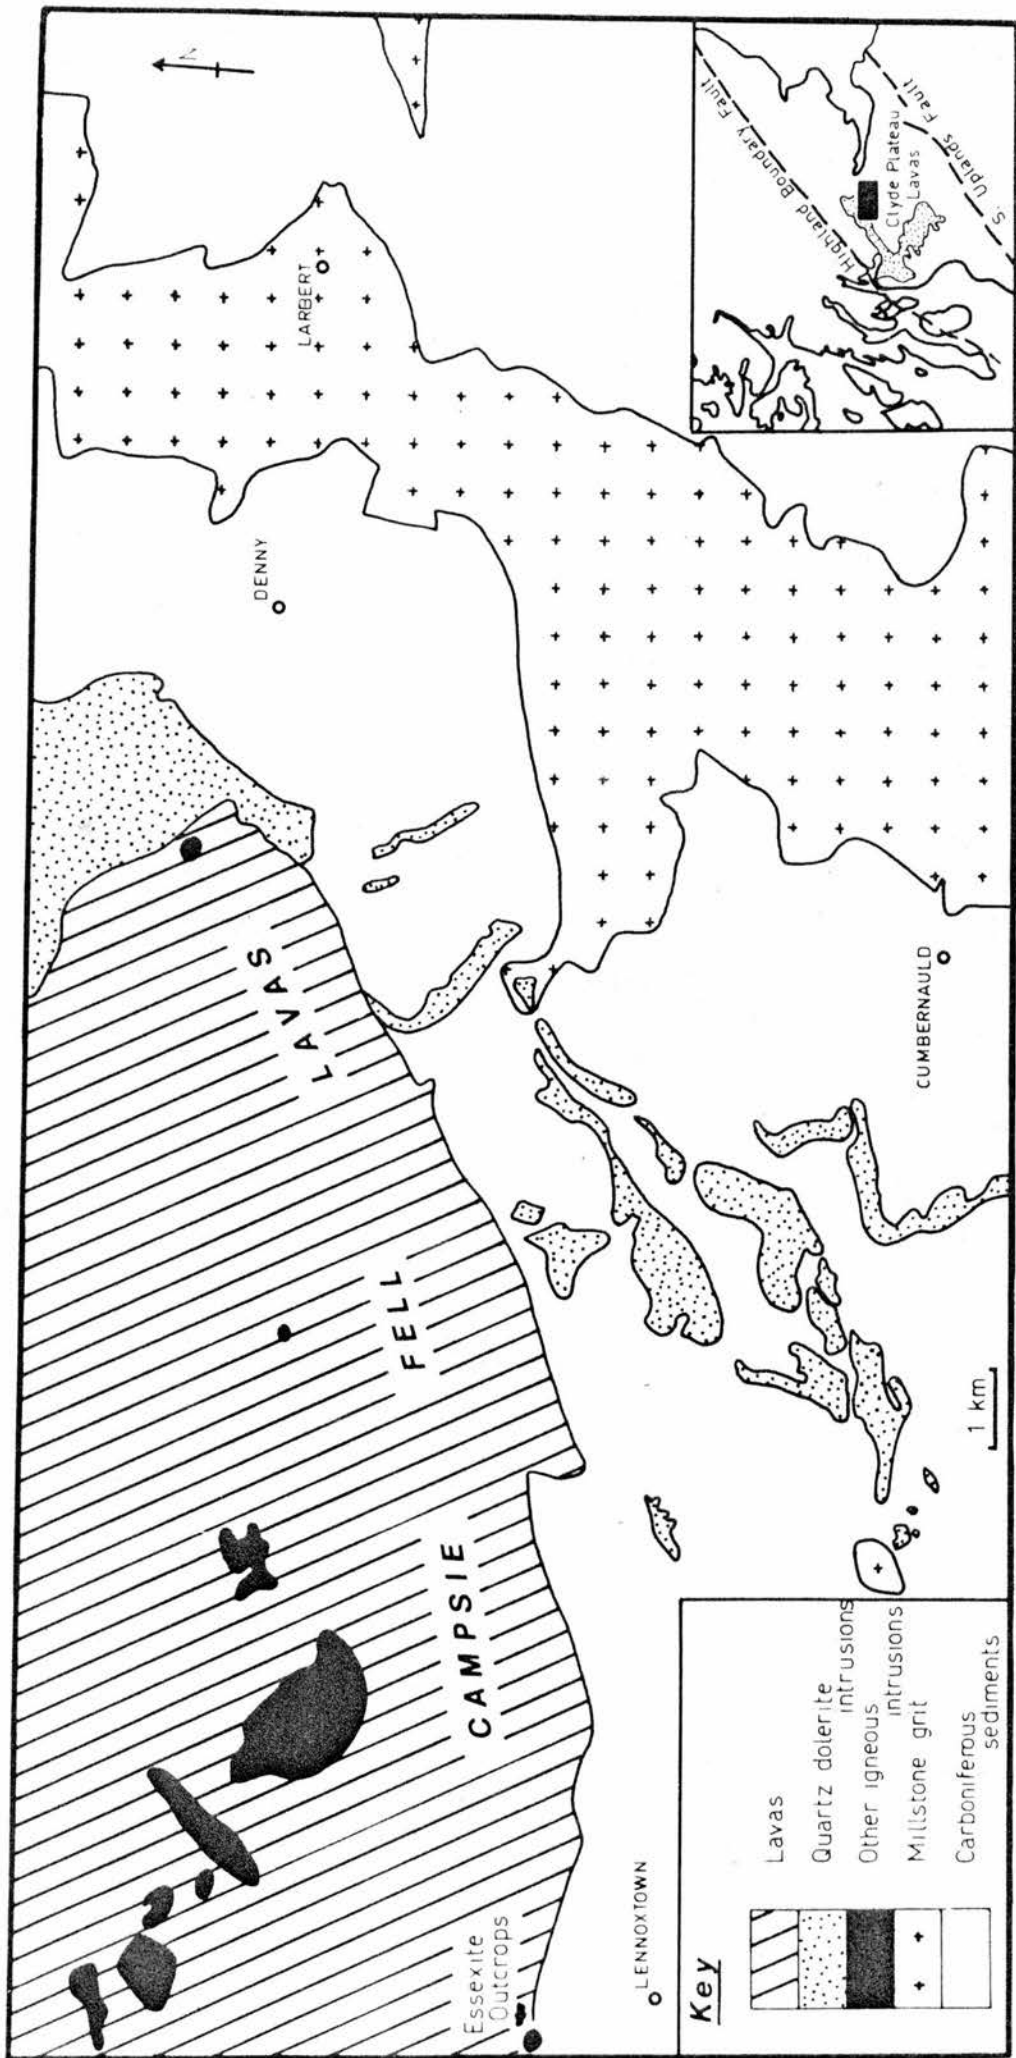 N
LARBERT
DENNY
CAMPSIE FELL LAVAS
CUMBERNAULD
Essexite
Outcrops
LENNOXTOWN
1 km
Key
Lavas
Quartz dolerite
intrusions
Other igneous
intrusions
Millstone grit
Carboniferous
sediments
Highland Boundary Fault
Clyde Plateau
Lavas
S. Uplands Fault